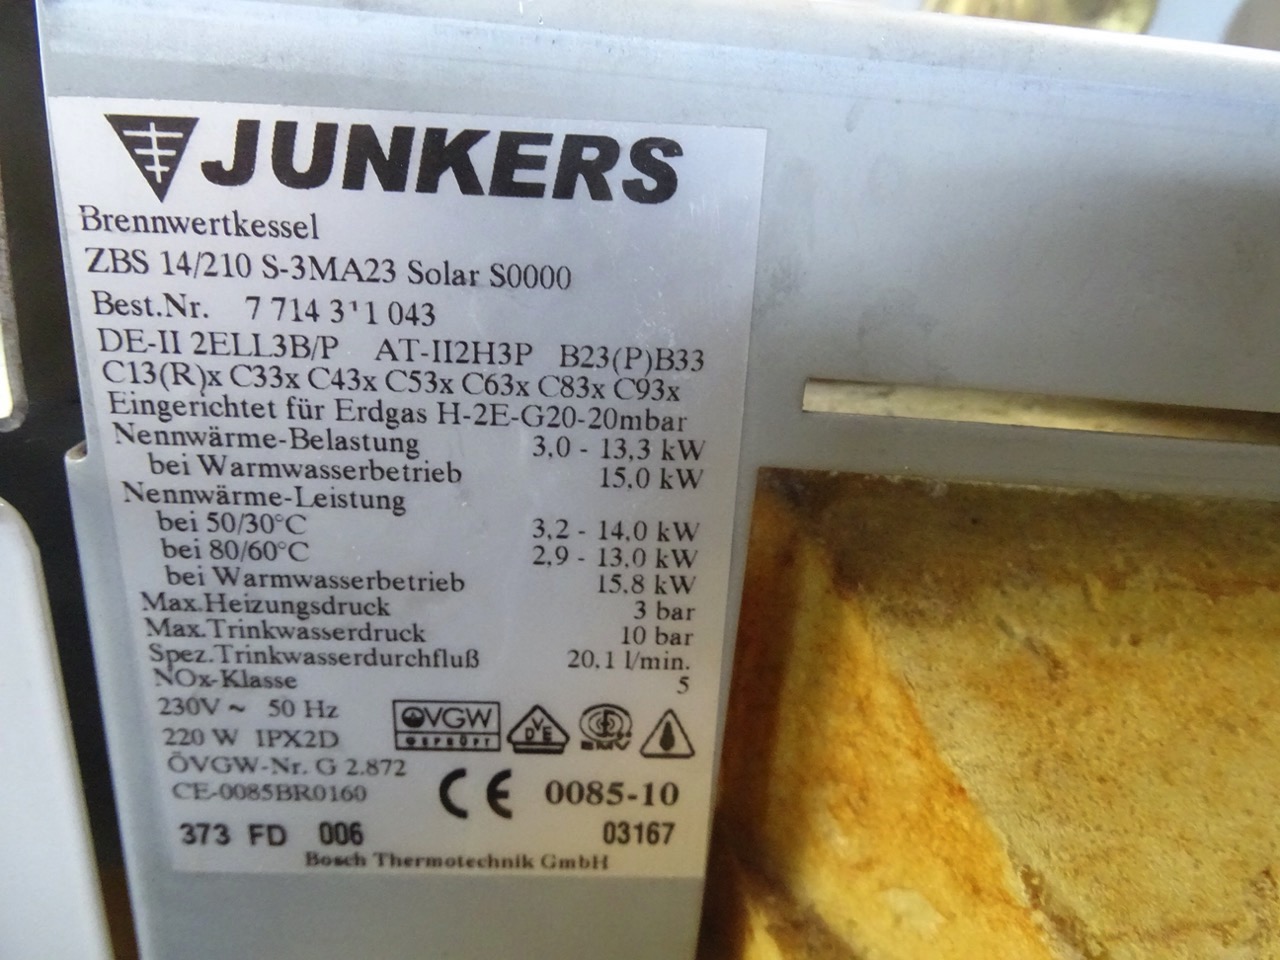 JUNKERS
Brennwertkessel
ZBS 14/210 S-3MA23 Solar S0000
Best.Nr. 7 714 3'1 043
DE-II 2ELL3B/P AT-II2H3P B23(P)B33
C13(R)x C33x C43x C53x C63x C83x C93x
Eingerichtet für Erdgas H-2E-G20-20mbar
Nennwärme-Belastung 3,0 - 13,3 kW
bei Warmwasserbetrieb 15,0 kW
Nennwärme-Leistung
bei 50/30°C 3,2 - 14,0 kW
bei 80/60°C 2,9 - 13,0 kW
bei Warmwasserbetrieb 15,8 kW
Max.Heizungsdruck 3 bar
Max.Trinkwasserdruck 10 bar
Spez.Trinkwasserdurchfluß 20,1 l/min.
NOx-Klasse 5
230V ~ 50 Hz ÖVGW VDE
220 W IPX2D GEPRÜFT EMV
ÖVGW-Nr. G 2.872
CE-0085BR0160 CE 0085-10
373 FD 006 03167
Bosch Thermotechnik GmbH